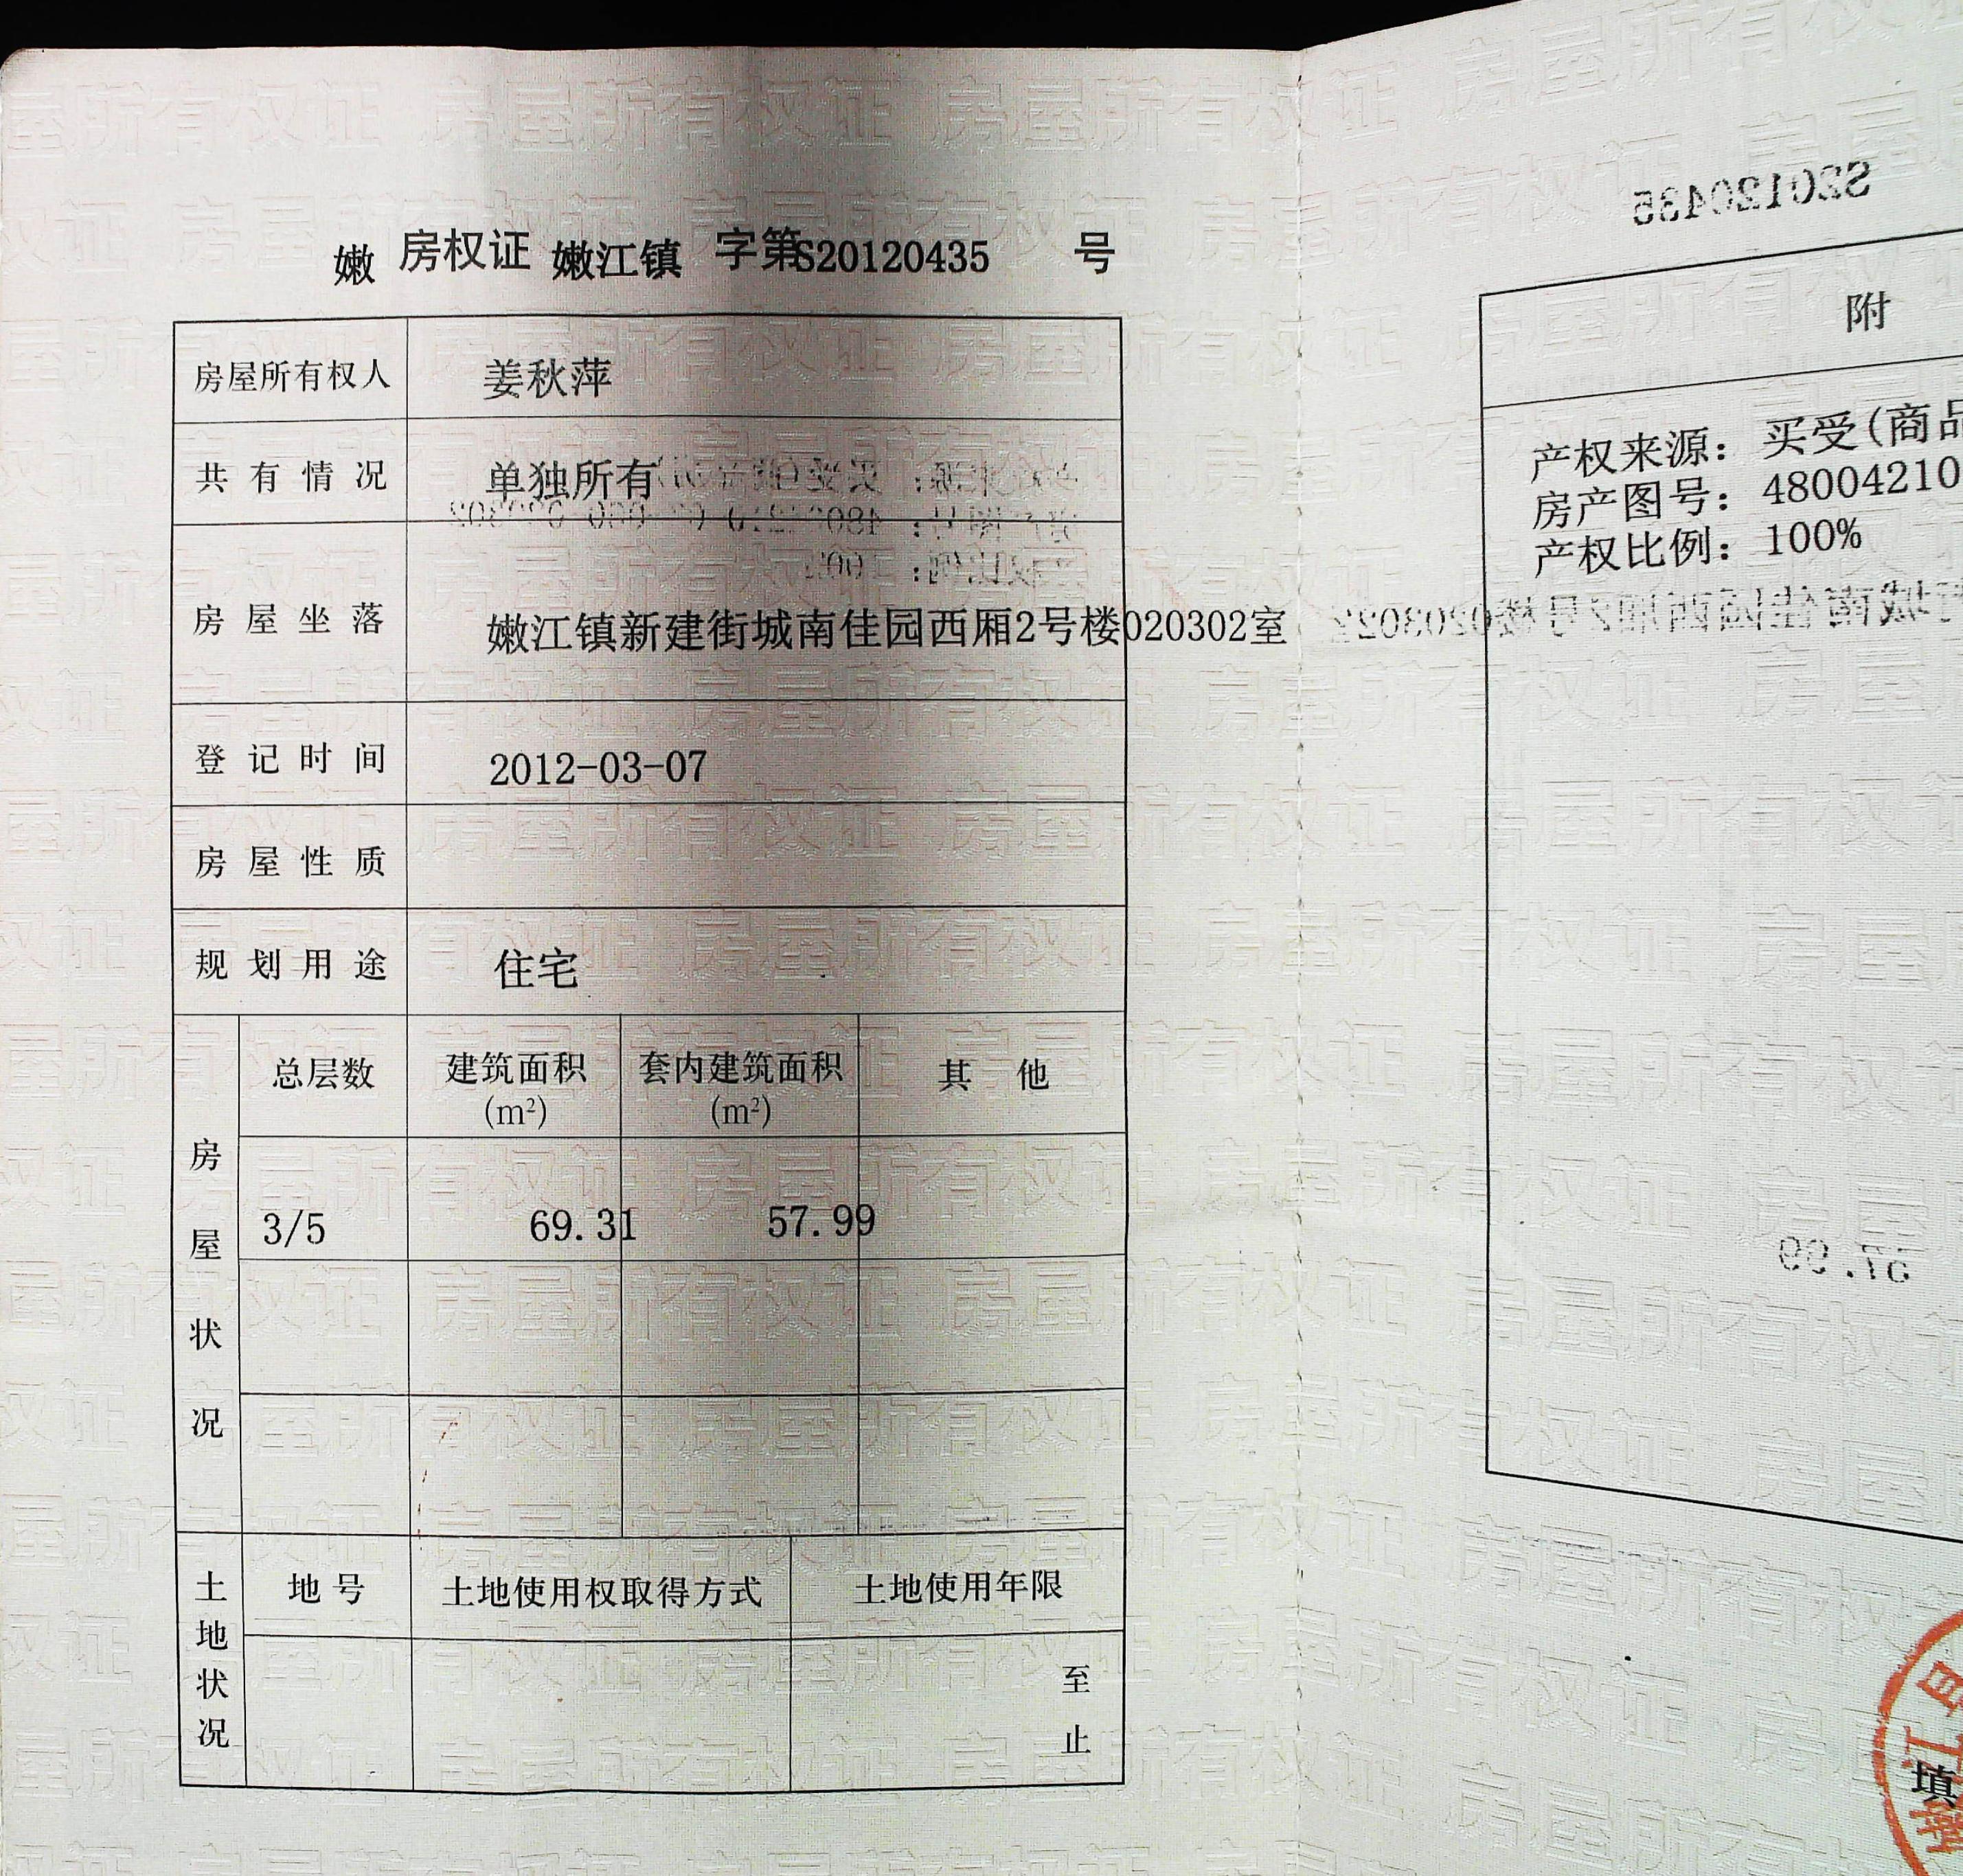 嫩 房权证 嫩江镇 字第S20120435 号
房屋所有权人 姜秋萍
共有情况 单独所有
房屋坐落 嫩江镇新建街城南佳园西厢2号楼020302室
登记时间 2012-03-07
房屋性质
规划用途 住宅
房屋状况
总层数 建筑面积(m²) 套内建筑面积(m²) 其他
3/5 69.31 57.99
土地状况
地号 土地使用权取得方式 土地使用年限
至
止
附
产权来源：买受(商品
房产图号：48004210
产权比例：100%
填